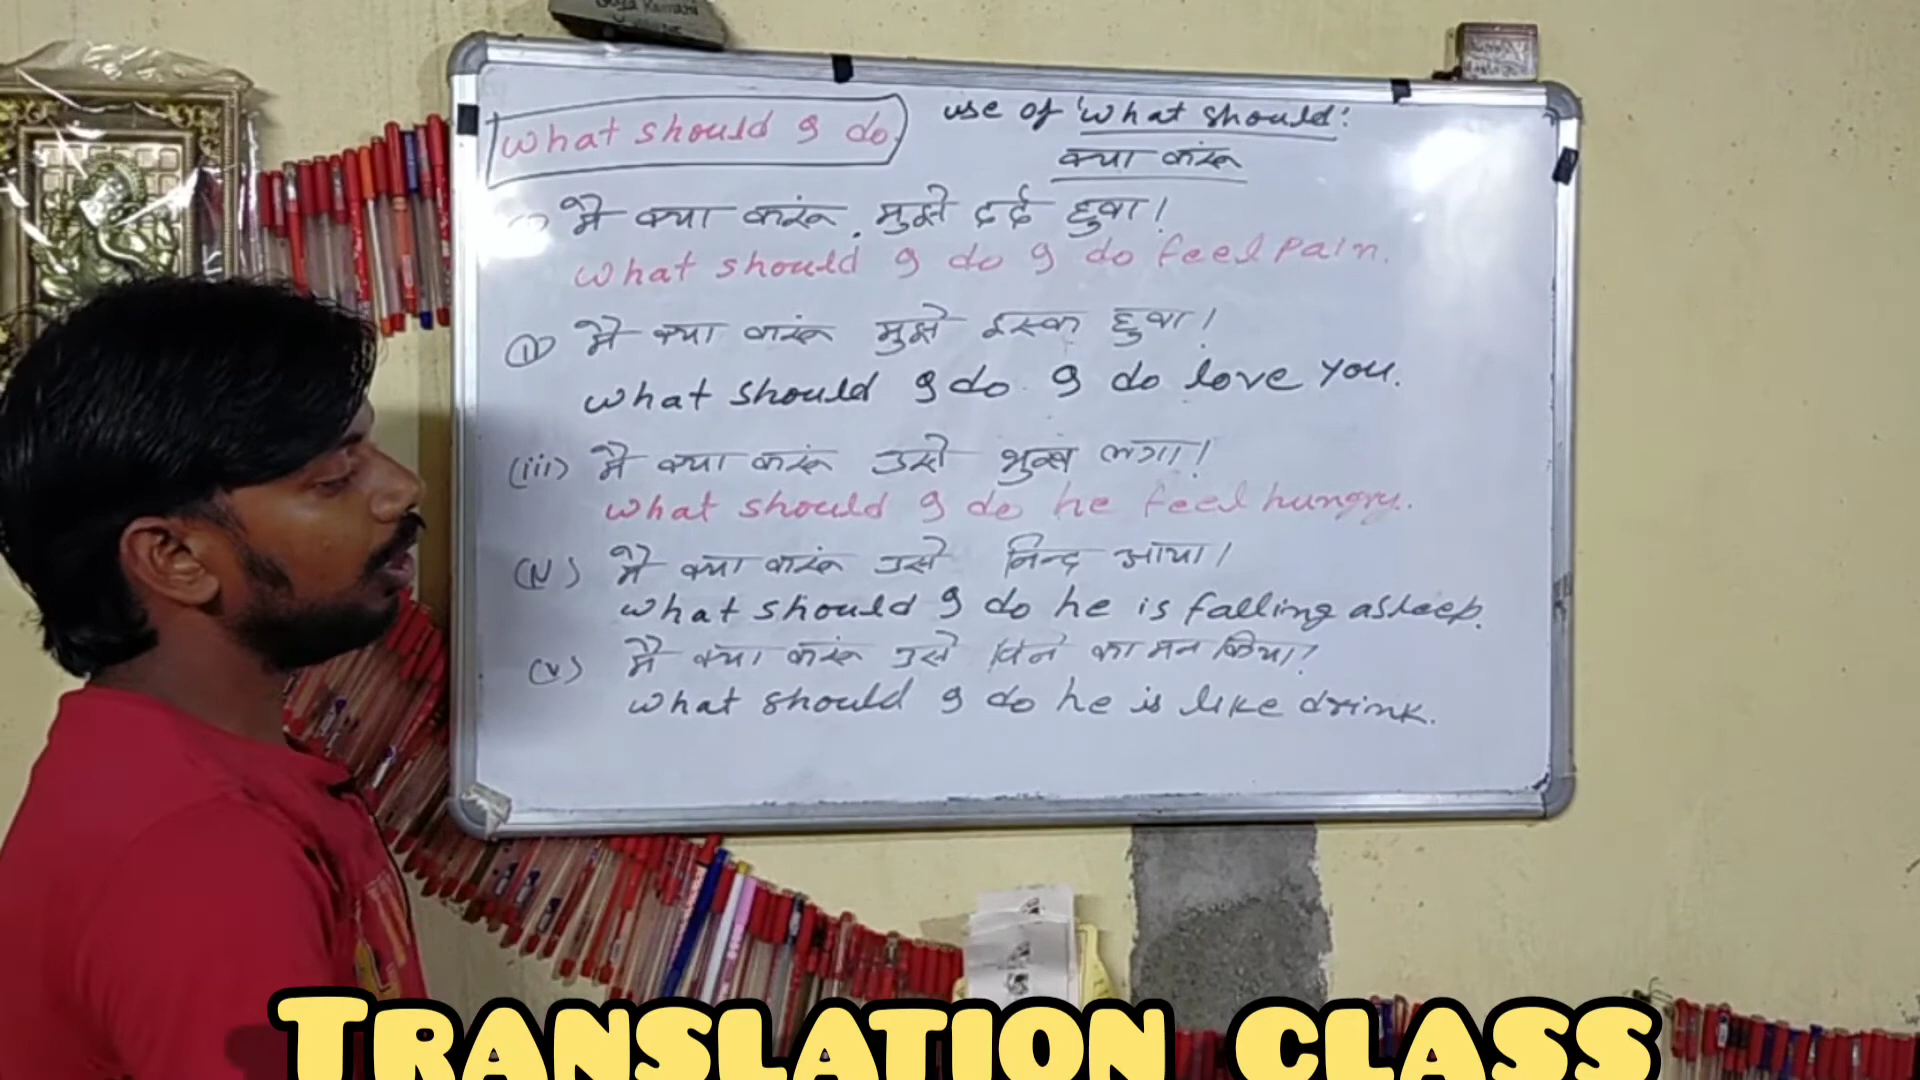 what should I do.
use of 'what should'.
क्या करूं
मै क्या करूं, मुझे दर्द हुवा।
what should I do I do feel pain.
(ii) मै क्या करूं मुझे इस्क हुवा।
what should I do. I do love you.
(iii) मै क्या करूं उसे भुख लगा।
what should I do he feel hungry.
(iv) मै क्या करूं उसे निन्द आया।
what should I do he is falling asleep.
(v) मै क्या करूं उसे पिने का मन किया?
what should I do he is like drink.
TRANSLATION CLASS